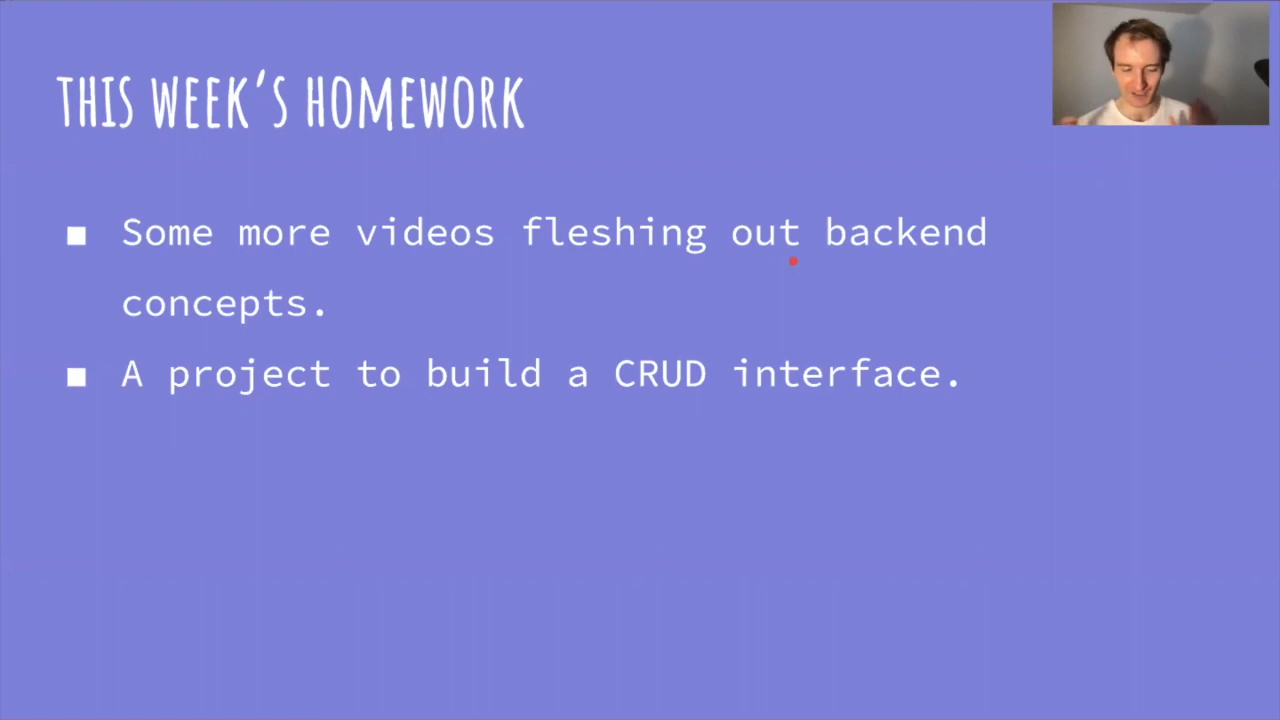 THIS WEEK'S HOMEWORK
■ Some more videos fleshing out backend
concepts.
■ A project to build a CRUD interface.